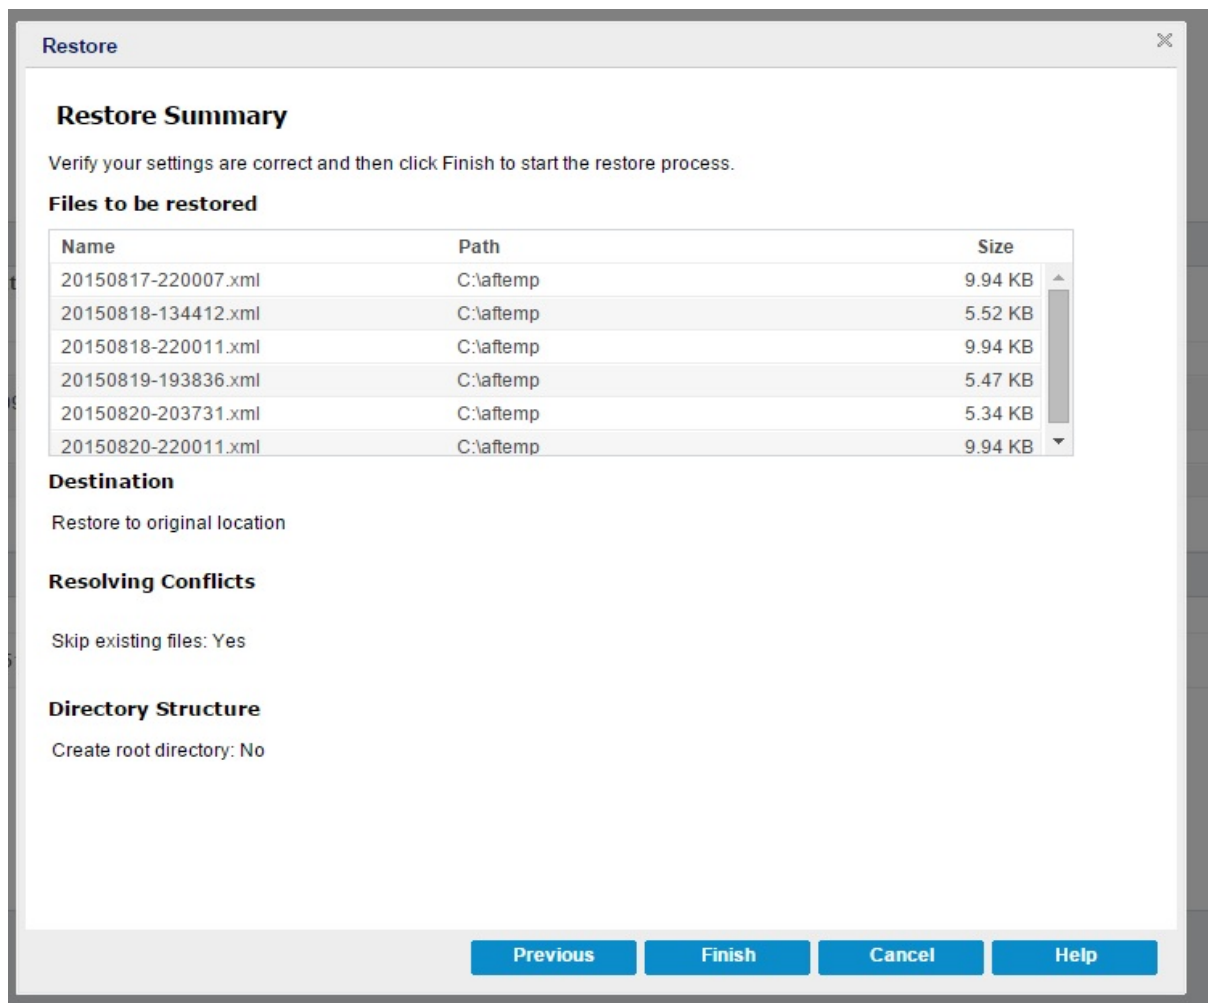 Restore
Restore Summary
Verify your settings are correct and then click Finish to start the restore process.
Files to be restored
Name Path Size
20150817-220007.xml C:\aftemp 9.94 KB
20150818-134412.xml C:\aftemp 5.52 KB
20150818-220011.xml C:\aftemp 9.94 KB
20150819-193836.xml C:\aftemp 5.47 KB
20150820-203731.xml C:\aftemp 5.34 KB
20150820-220011.xml C:\aftemp 9.94 KB
Destination
Restore to original location
Resolving Conflicts
Skip existing files: Yes
Directory Structure
Create root directory: No
Previous Finish Cancel Help